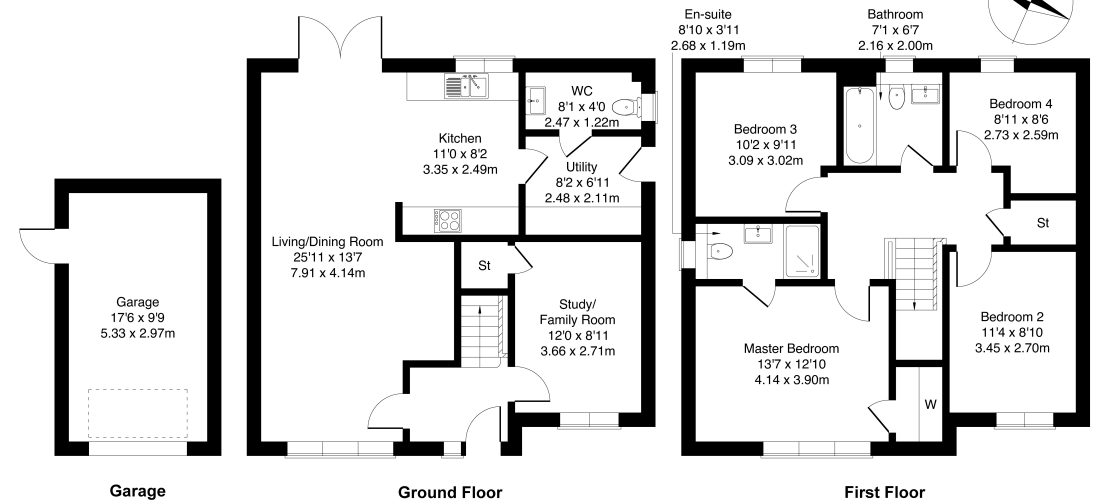 En-suite
8'10 x 3'11
2.68 x 1.19m
Bathroom
7'1 x 6'7
2.16 x 2.00m
WC
8'1 x 4'0
2.47 x 1.22m
Kitchen
11'0 x 8'2
3.35 x 2.49m
Utility
8'2 x 6'11
2.48 x 2.11m
Bedroom 3
10'2 x 9'11
3.09 x 3.02m
Bedroom 4
8'11 x 8'6
2.73 x 2.59m
Living/Dining Room
25'11 x 13'7
7.91 x 4.14m
St
St
Garage
17'6 x 9'9
5.33 x 2.97m
Study/
Family Room
12'0 x 8'11
3.66 x 2.71m
Master Bedroom
13'7 x 12'10
4.14 x 3.90m
Bedroom 2
11'4 x 8'10
3.45 x 2.70m
W
Garage
Ground Floor
First Floor